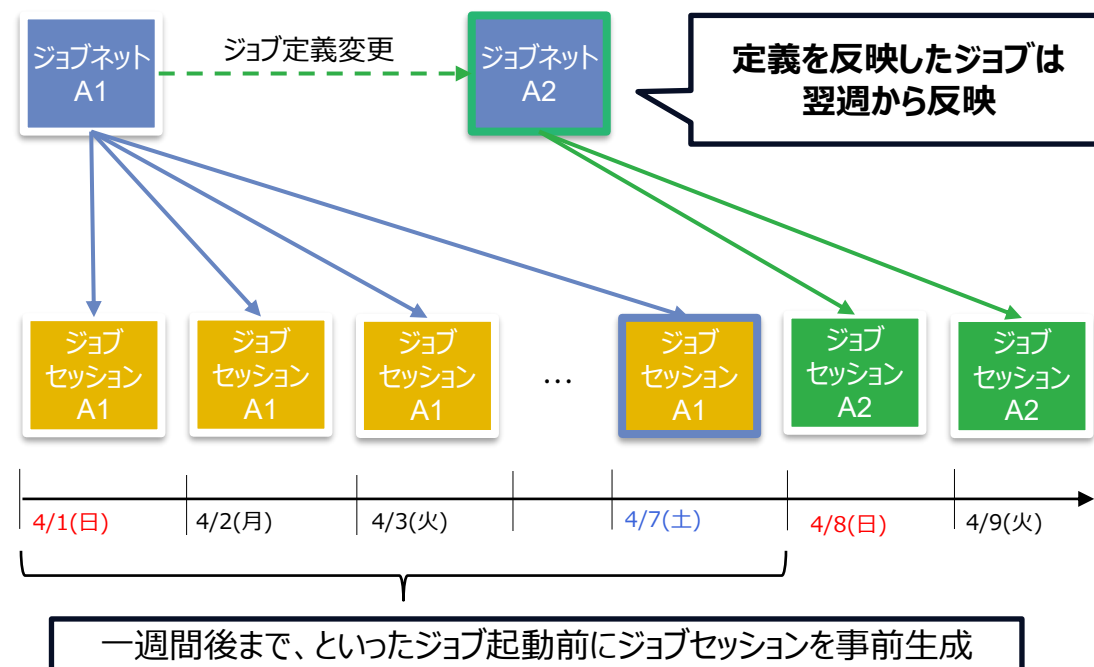 ジョブネット
A1
ジョブ定義変更
ジョブネット
A2
定義を反映したジョブは
翌週から反映
ジョブ
セッション
A1
ジョブ
セッション
A1
ジョブ
セッション
A1
…
ジョブ
セッション
A1
ジョブ
セッション
A2
ジョブ
セッション
A2
4/1(日)
4/2(月)
4/3(火)
4/7(土)
4/8(日)
4/9(火)
一週間後まで、といったジョブ起動前にジョブセッションを事前生成